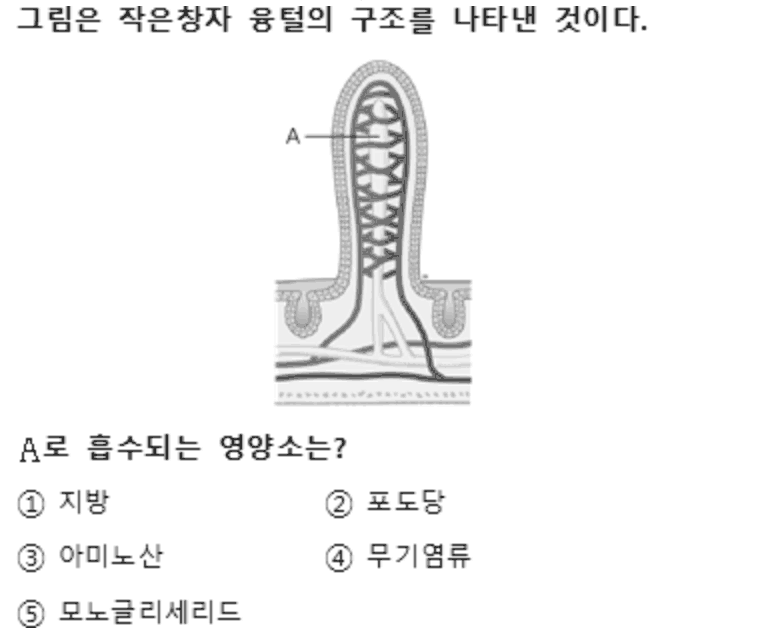 그림은 작은창자 융털의 구조를 나타낸 것이다.
A
A로 흡수되는 영양소는?
① 지방 ② 포도당
③ 아미노산 ④ 무기염류
⑤ 모노글리세리드